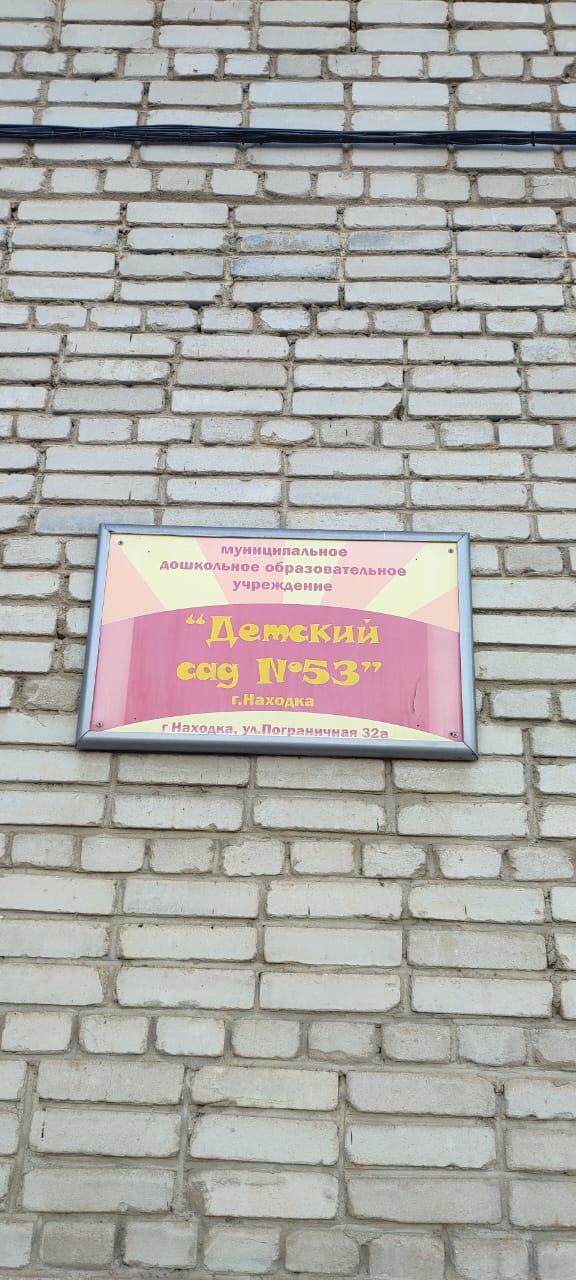 муниципальное
дошкольное образовательное
учреждение
“Детский
сад №53”
г.Находка
г.Находка, ул.Пограничная 32а